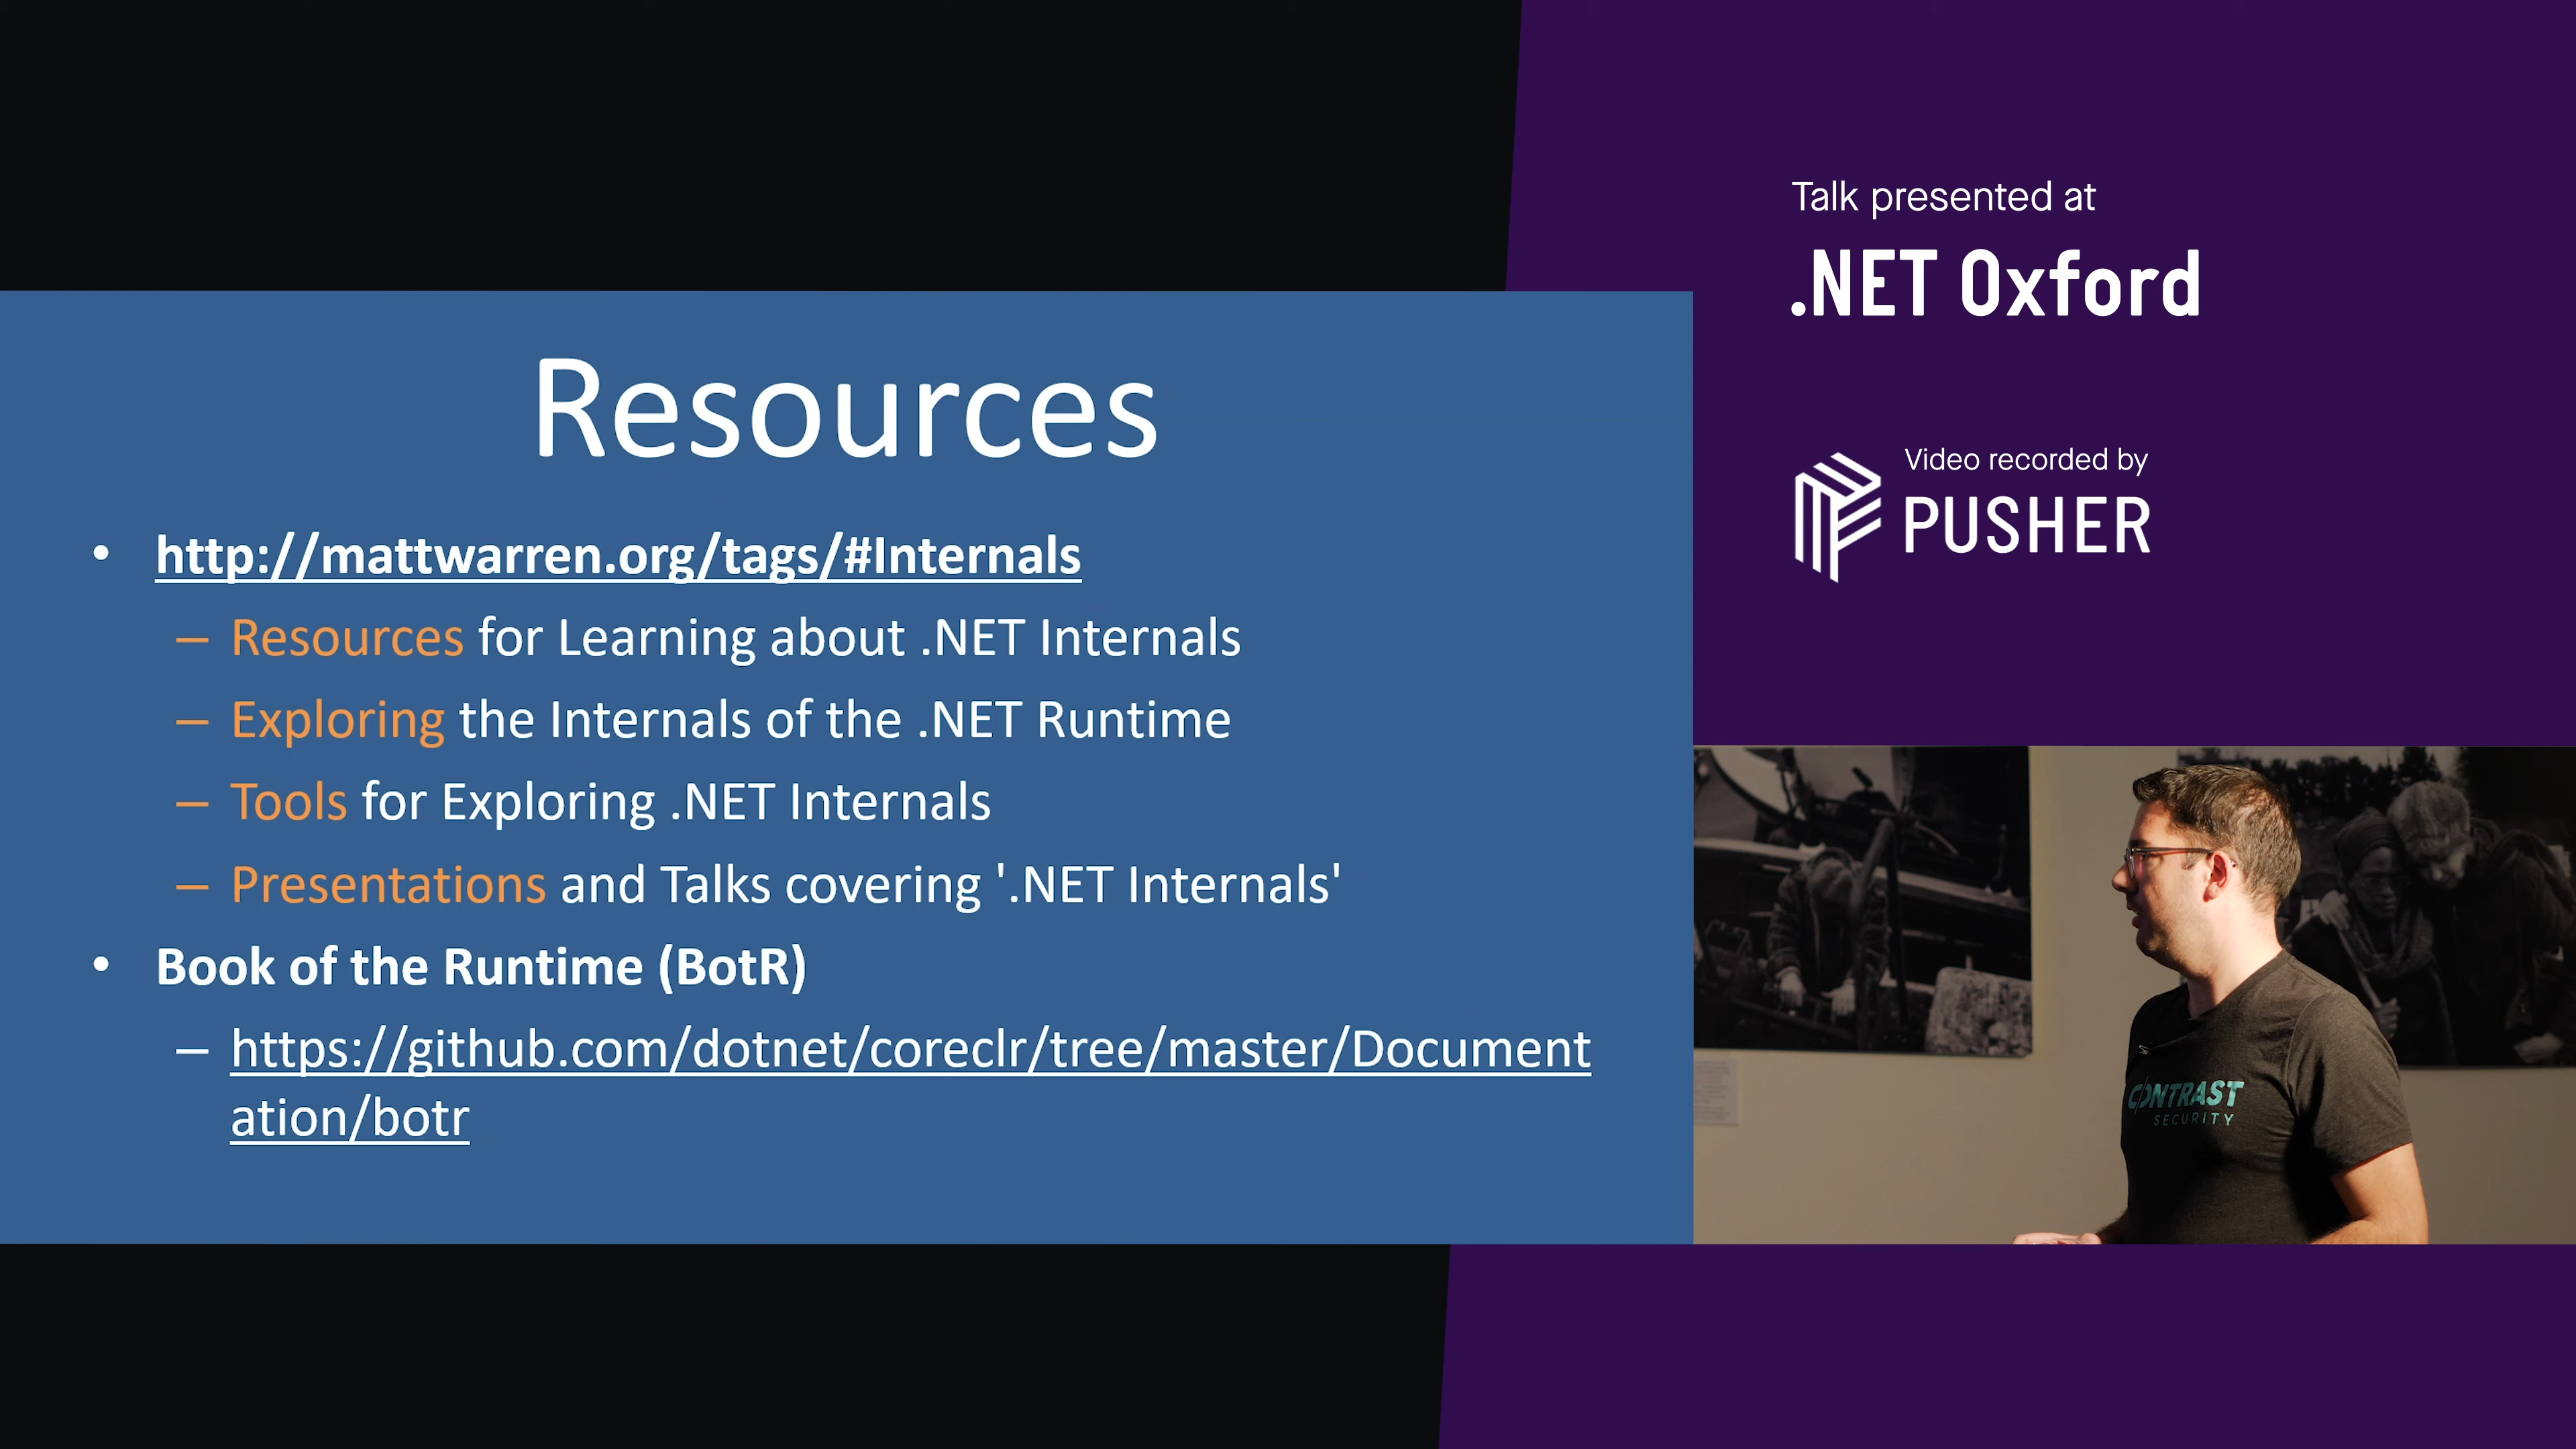 Talk presented at
.NET Oxford
Video recorded by
PUSHER
Resources
• http://mattwarren.org/tags/#Internals
– Resources for Learning about .NET Internals
– Exploring the Internals of the .NET Runtime
– Tools for Exploring .NET Internals
– Presentations and Talks covering '.NET Internals'
• Book of the Runtime (BotR)
– https://github.com/dotnet/coreclr/tree/master/Document
ation/botr
CONTRAST
SECURITY